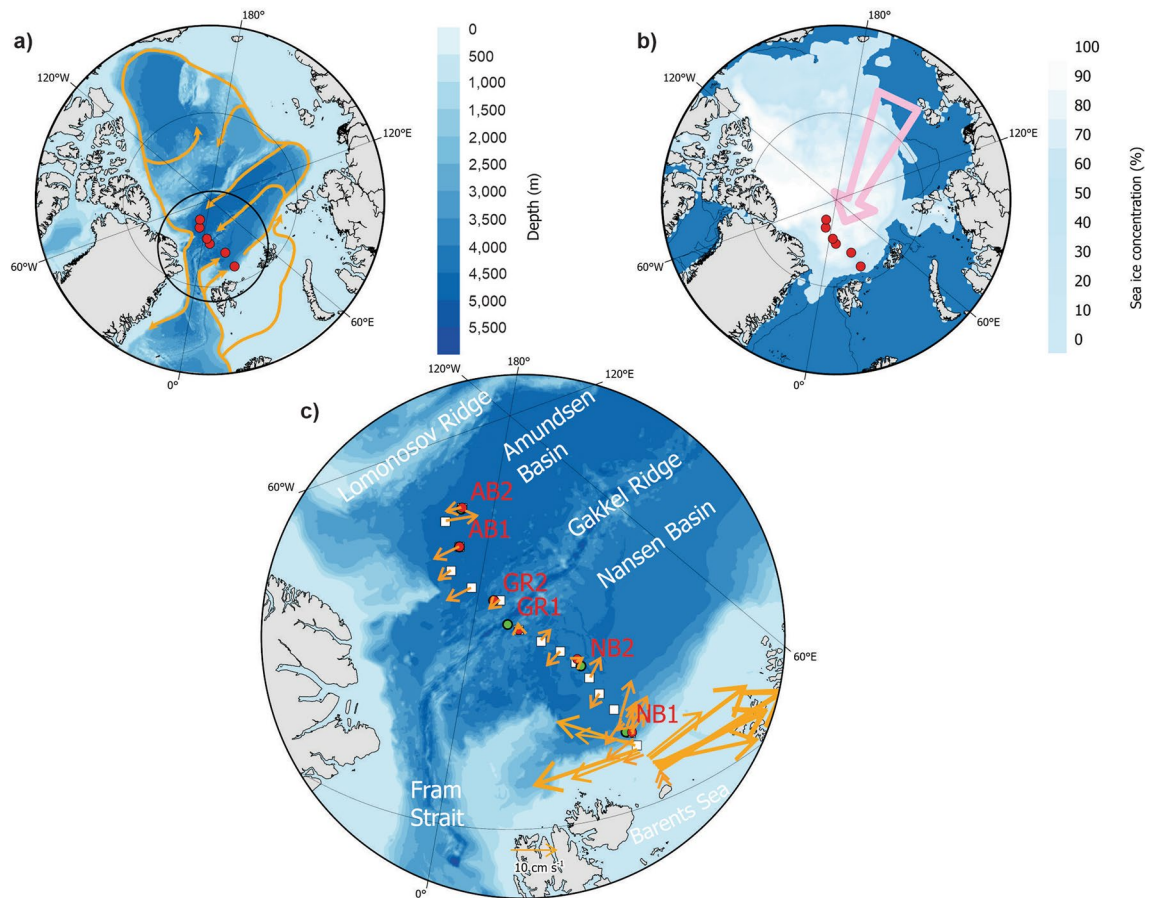 a)
180°
120°W
120°E
60°W
60°E
0°
0
500
1,000
1,500
2,000
2,500
3,000
3,500
4,000
4,500
5,000
5,500
Depth (m)
b)
180°
120°W
120°E
60°W
60°E
0°
100
90
80
70
60
50
40
30
20
10
0
Sea ice concentration (%)
c)
180°
120°W
120°E
60°W
60°E
0°
Lomonosov Ridge
Amundsen
Basin
Gakkel Ridge
Nansen Basin
AB2
AB1
GR2
GR1
NB2
NB1
Fram
Strait
Barents Sea
10 cm s⁻¹